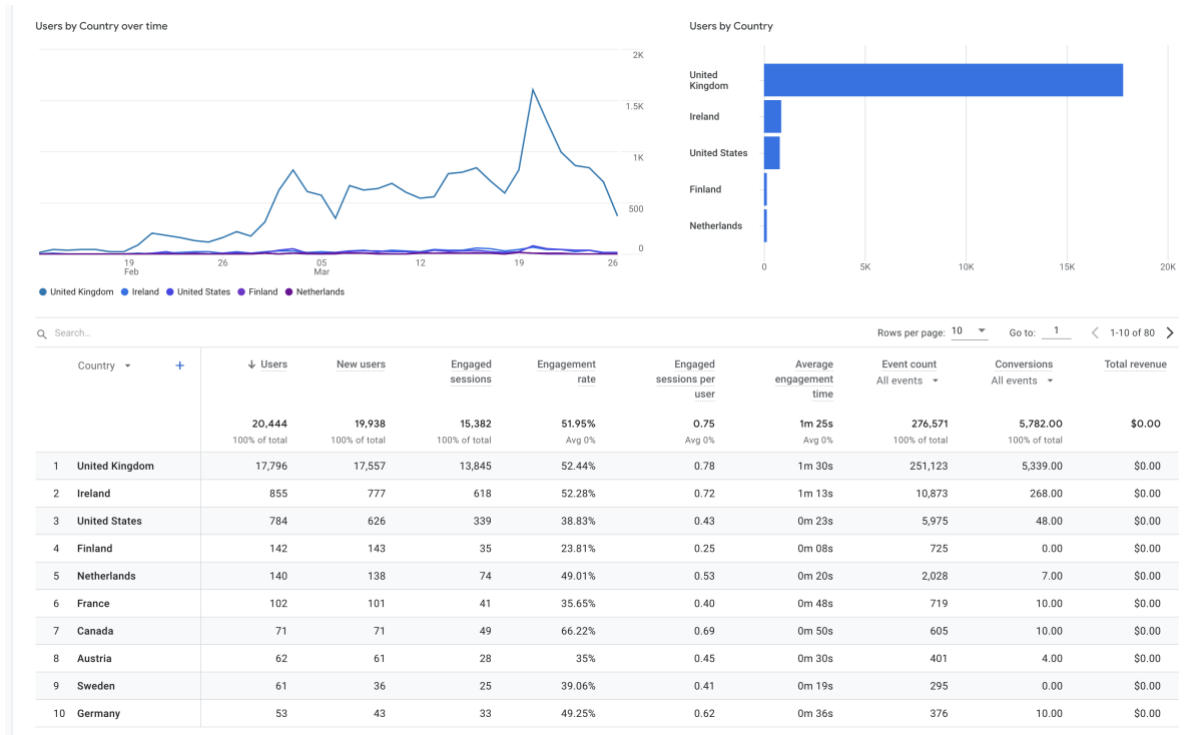 Users by Country over time
2K
1.5K
1K
500
0
19 Feb
26
05 Mar
12
19
26
United Kingdom Ireland United States Finland Netherlands
Users by Country
United Kingdom
Ireland
United States
Finland
Netherlands
0 5K 10K 15K 20K
Search...
Rows per page: 10 Go to: 1 1-10 of 80
Country + Users New users Engaged sessions Engagement rate Engaged sessions per user Average engagement time Event count All events Conversions All events Total revenue
20,444 19,938 15,382 51.95% 0.75 1m 25s 276,571 5,782.00 $0.00
100% of total 100% of total 100% of total Avg 0% Avg 0% Avg 0% 100% of total 100% of total
1 United Kingdom 17,796 17,557 13,845 52.44% 0.78 1m 30s 251,123 5,339.00 $0.00
2 Ireland 855 777 618 52.28% 0.72 1m 13s 10,873 268.00 $0.00
3 United States 784 626 339 38.83% 0.43 0m 23s 5,975 48.00 $0.00
4 Finland 142 143 35 23.81% 0.25 0m 08s 725 0.00 $0.00
5 Netherlands 140 138 74 49.01% 0.53 0m 20s 2,028 7.00 $0.00
6 France 102 101 41 35.65% 0.40 0m 48s 719 10.00 $0.00
7 Canada 71 71 49 66.22% 0.69 0m 50s 605 10.00 $0.00
8 Austria 62 61 28 35% 0.45 0m 30s 401 4.00 $0.00
9 Sweden 61 36 25 39.06% 0.41 0m 19s 295 0.00 $0.00
10 Germany 53 43 33 49.25% 0.62 0m 36s 376 10.00 $0.00